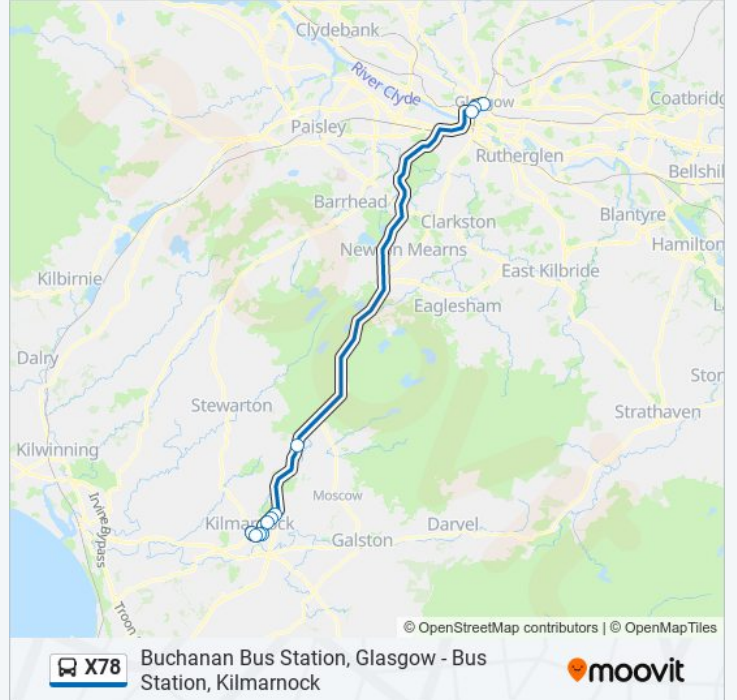 Clydebank
River Clyde
Glasgow
Coatbridg
Paisley
Rutherglen
Bellshil
Barrhead
Blantyre
Clarkston
Hamilton
Newton Mearns
East Kilbride
Kilbirnie
Eaglesham
L
Dalry
Ston
Stewarton
Strathaven
Kilwinning
Moscow
Irvine Bypass
Kilmarnock
Darvel
Galston
Troon
© OpenStreetMap contributors | © OpenMapTiles
X78
Buchanan Bus Station, Glasgow - Bus
Station, Kilmarnock
moovit